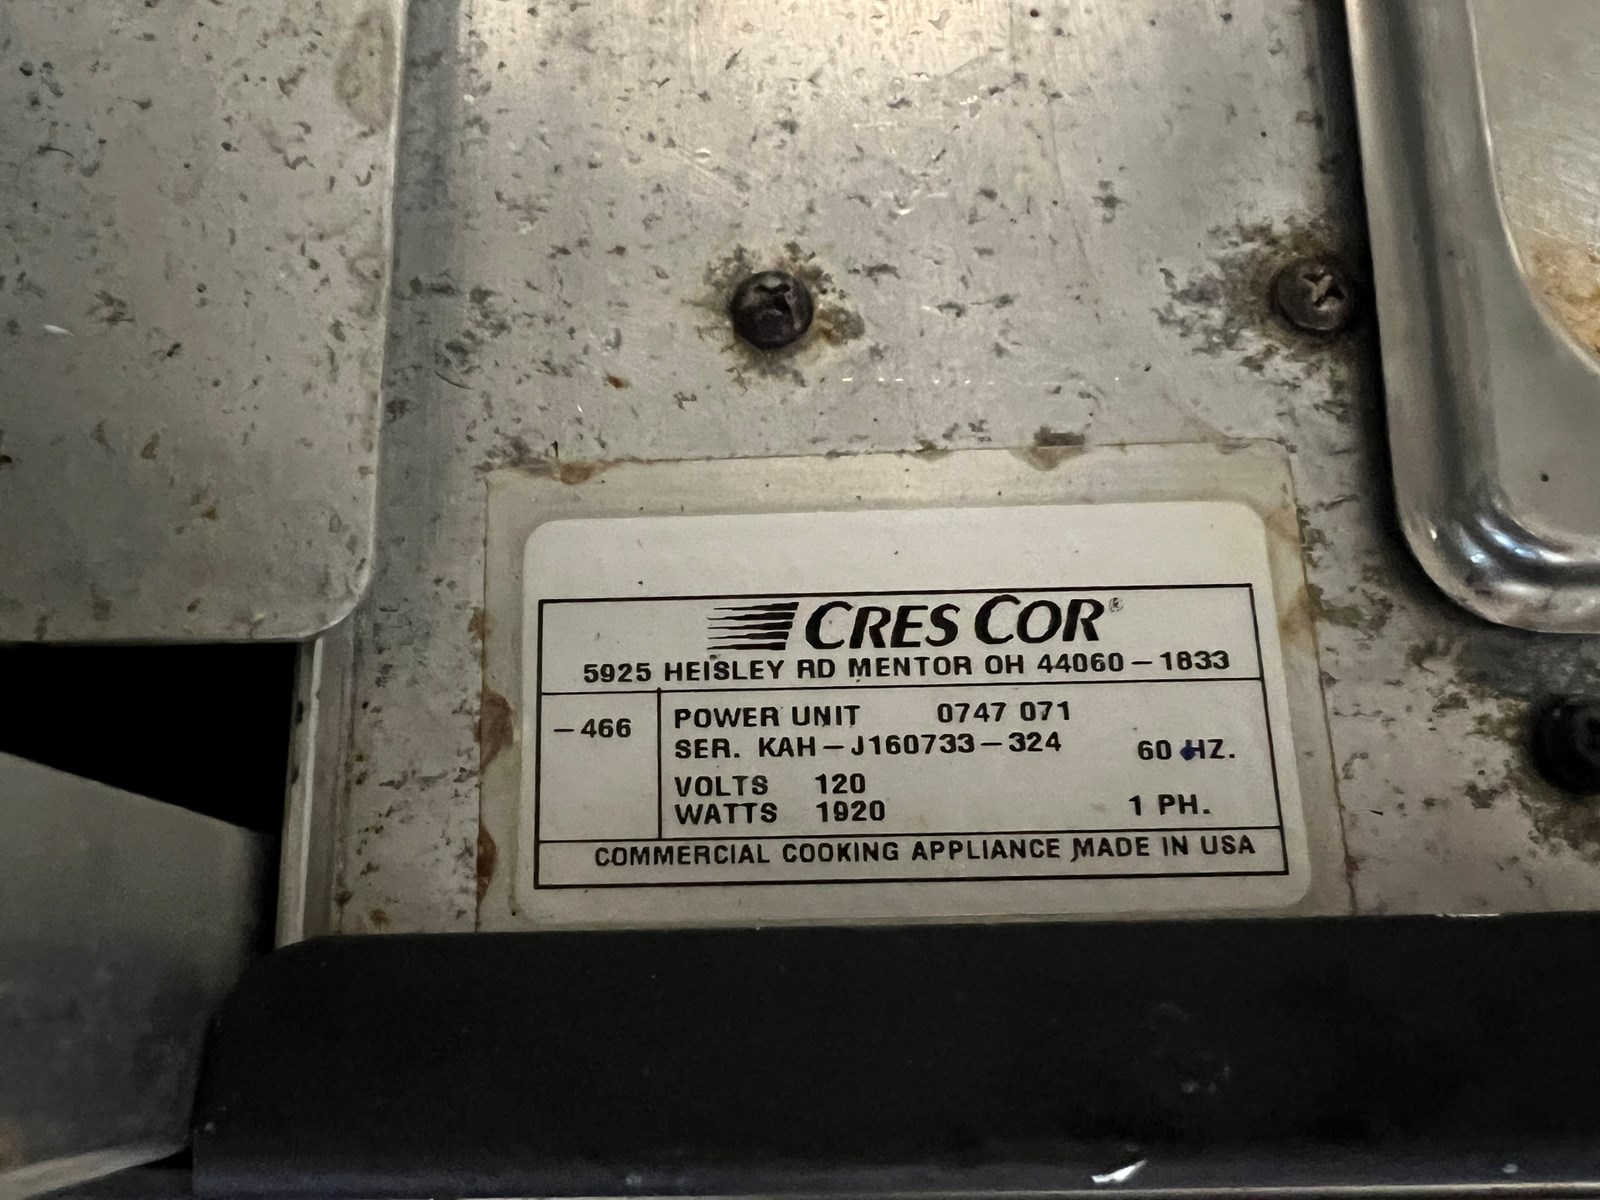 CRES COR®
5925 HEISLEY RD MENTOR OH 44060-1833
-466
POWER UNIT 0747 071
SER. KAH-J160733-324 60 HZ.
VOLTS 120
WATTS 1920 1 PH.
COMMERCIAL COOKING APPLIANCE MADE IN USA